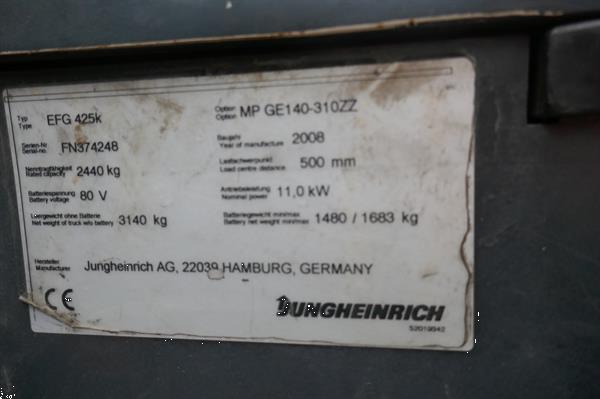 Typ
Type EFG 425k
Option
Option MP GE140-310ZZ
Serien-Nr
Serial-no. FN374248
Baujahr
Year of manufacture 2008
Nenntragfähigkeit
Rated capacity 2440 kg
Lastschwerpunkt
Load centre distance 500 mm
Batteriespannung
Battery voltage 80 V
Antriebsleistung
Nominal power 11,0 kW
Leergewicht ohne Batterie
Net weight of truck w/o battery 3140 kg
Batteriegewicht min/max
Battery net weight min/max 1480 / 1683 kg
Hersteller
Manufacturer Jungheinrich AG, 22039 HAMBURG, GERMANY
CE
JUNGHEINRICH
52019942